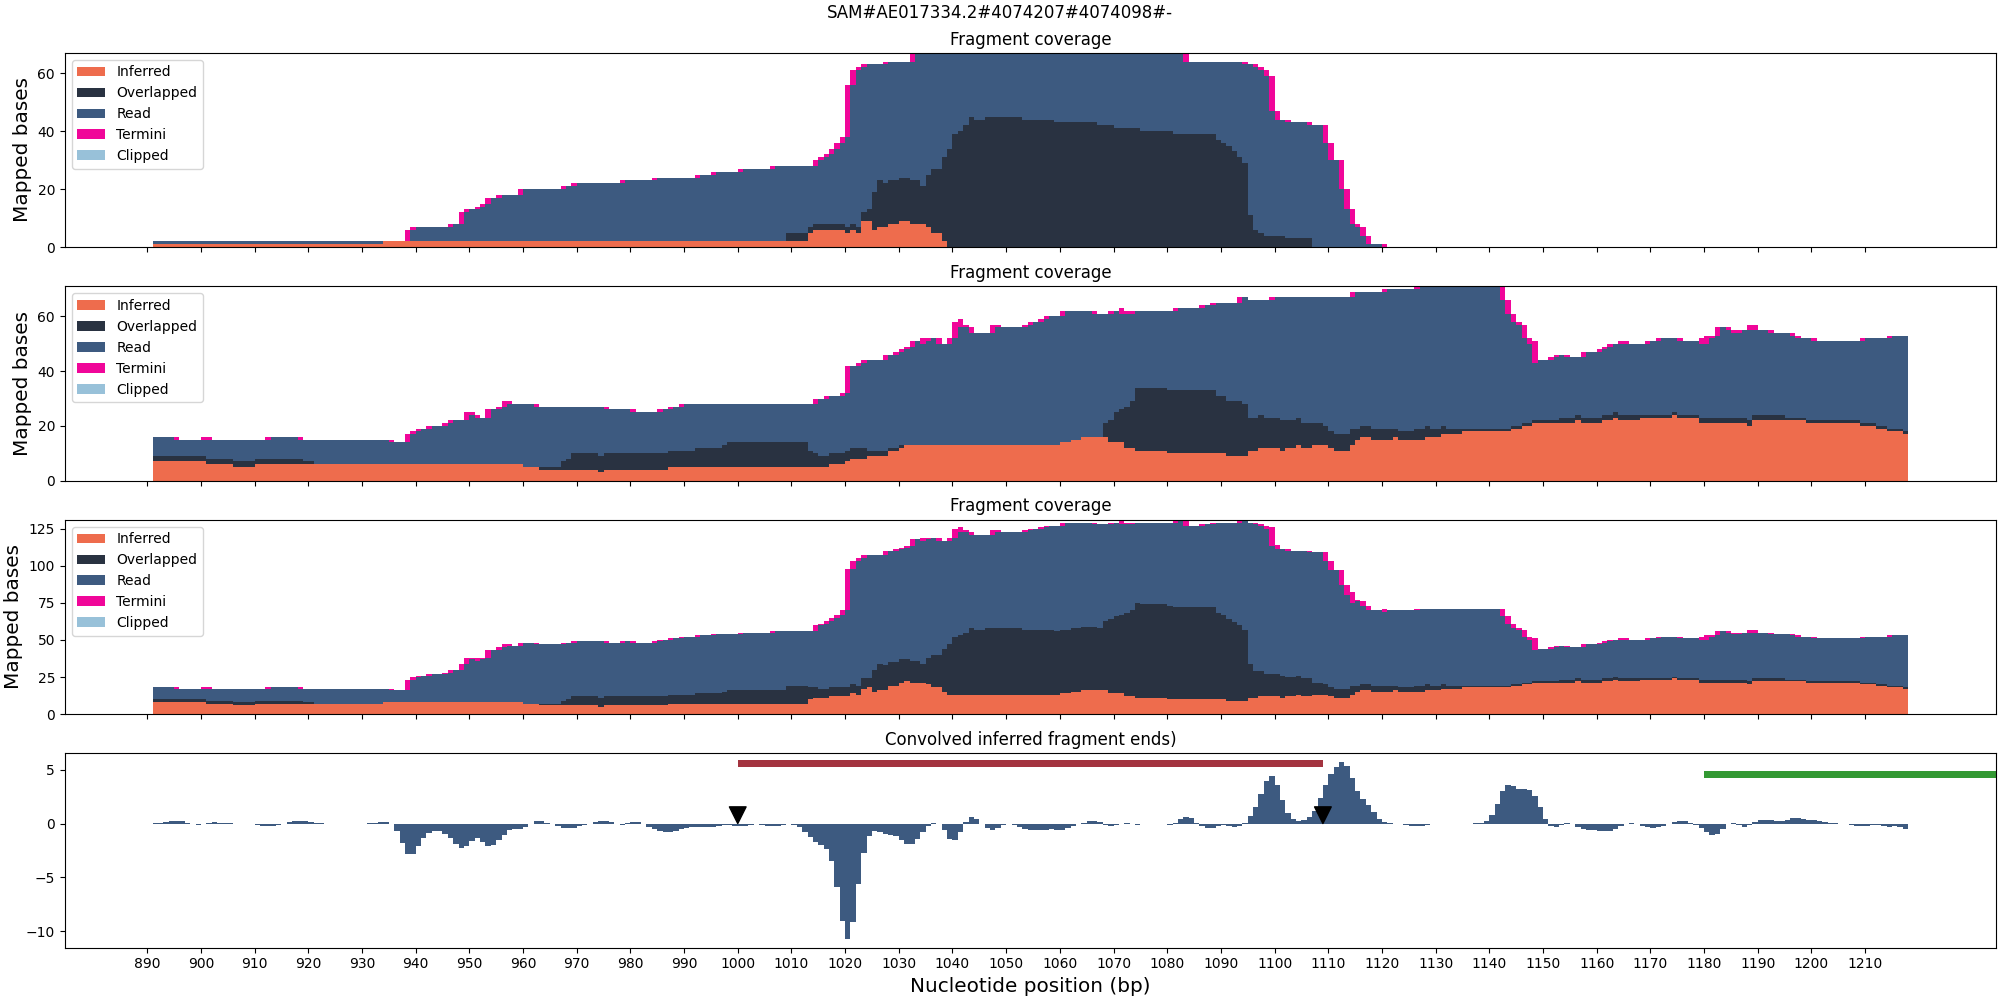 SAM#AE017334.2#4074207#4074098#-
Fragment coverage
Mapped bases
60
40
20
0
Inferred
Overlapped
Read
Termini
Clipped
Fragment coverage
Mapped bases
60
40
20
0
Inferred
Overlapped
Read
Termini
Clipped
Fragment coverage
Mapped bases
125
100
75
50
25
0
Inferred
Overlapped
Read
Termini
Clipped
Convolved inferred fragment ends)
5
0
−5
−10
890 900 910 920 930 940 950 960 970 980 990 1000 1010 1020 1030 1040 1050 1060 1070 1080 1090 1100 1110 1120 1130 1140 1150 1160 1170 1180 1190 1200 1210
Nucleotide position (bp)